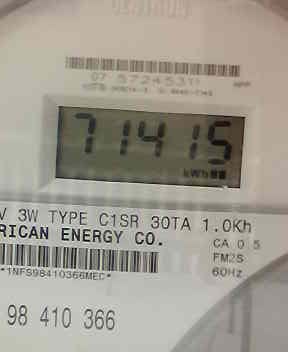 CENTRON
07 57245311
71415
kWh
V 3W TYPE C1SR 30TA 1.0Kh
RICAN ENERGY CO.
CA 0.5
FM2S
60Hz
*1NFS98410366MEC*
98 410 366